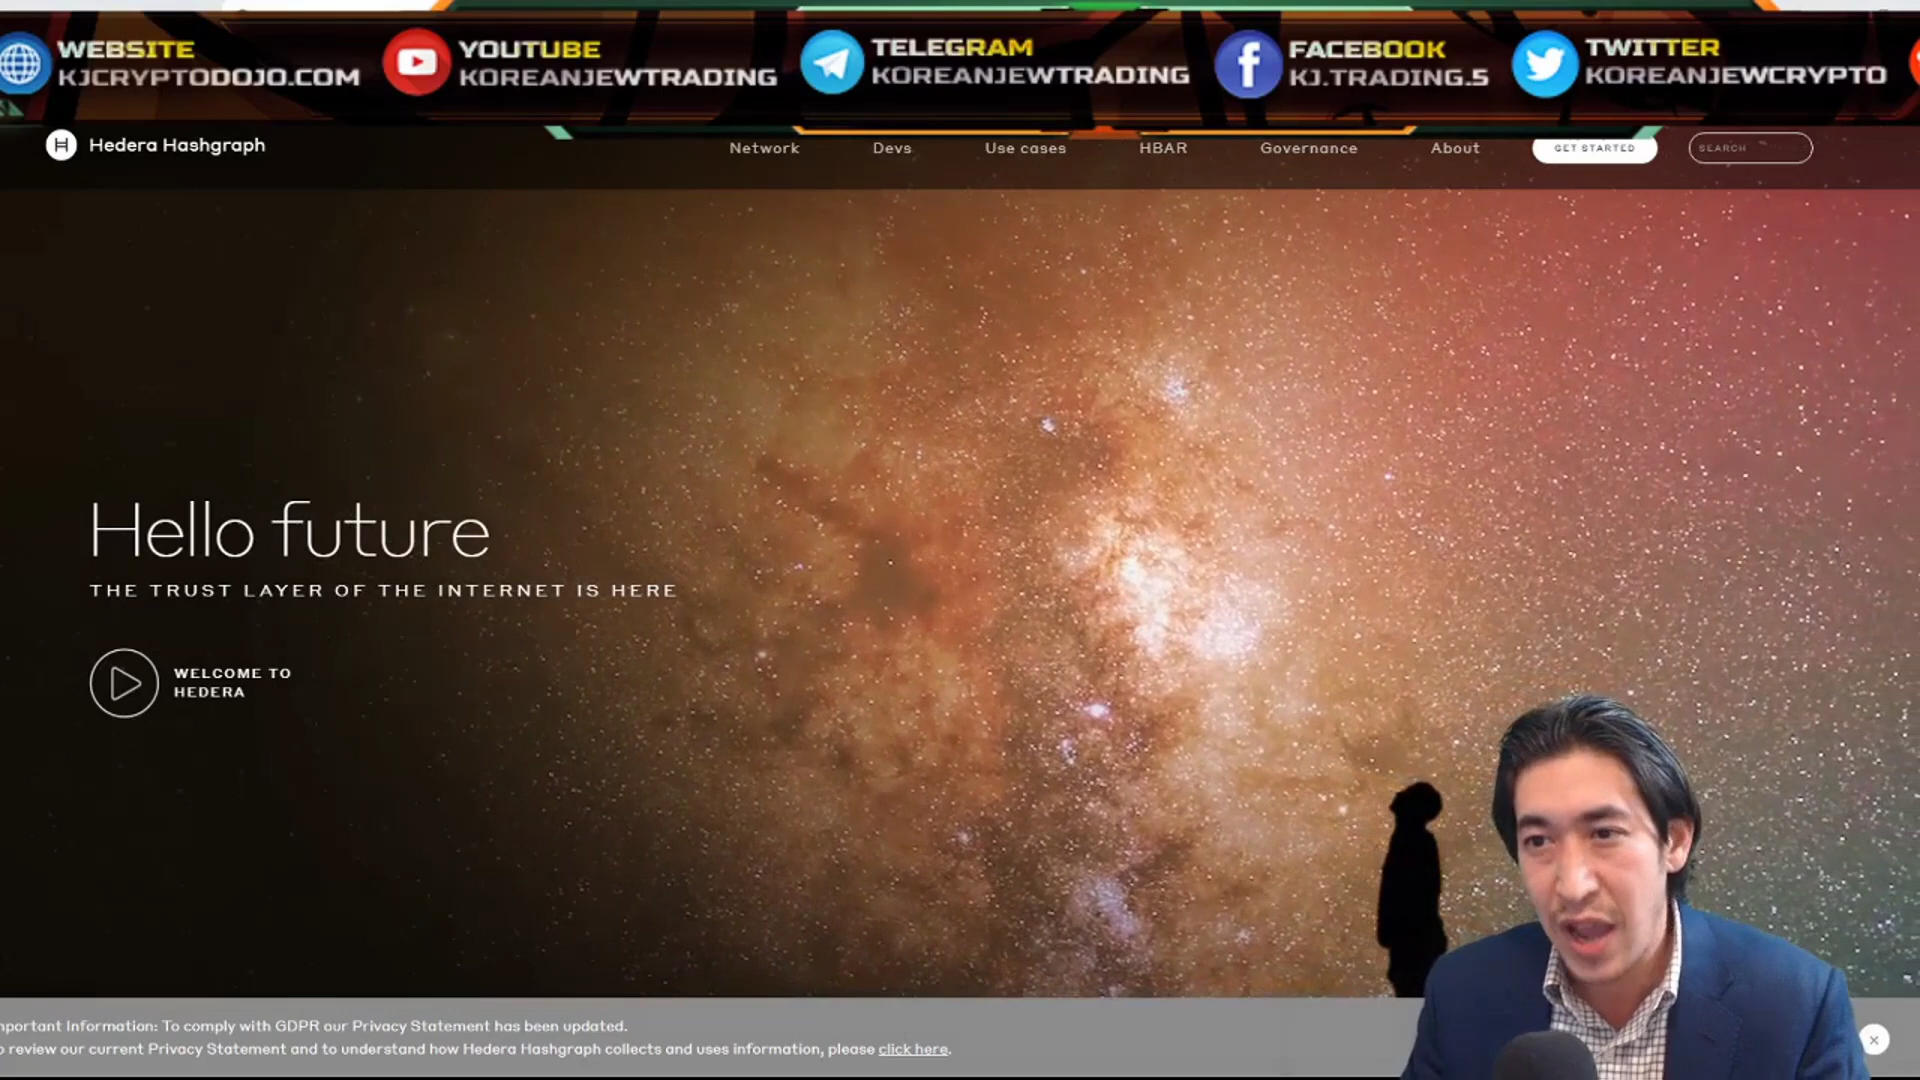 WEBSITE
KJCRYPTODOJO.COM
YOUTUBE
KOREANJEWTRADING
TELEGRAM
KOREANJEWTRADING
FACEBOOK
KJ.TRADING.5
TWITTER
KOREANJEWCRYPTO
H Hedera Hashgraph
Network Devs Use cases HBAR Governance About GET STARTED SEARCH
Hello future
THE TRUST LAYER OF THE INTERNET IS HERE
WELCOME TO
HEDERA
mportant Information: To comply with GDPR our Privacy Statement has been updated.
o review our current Privacy Statement and to understand how Hedera Hashgraph collects and uses information, please click here.